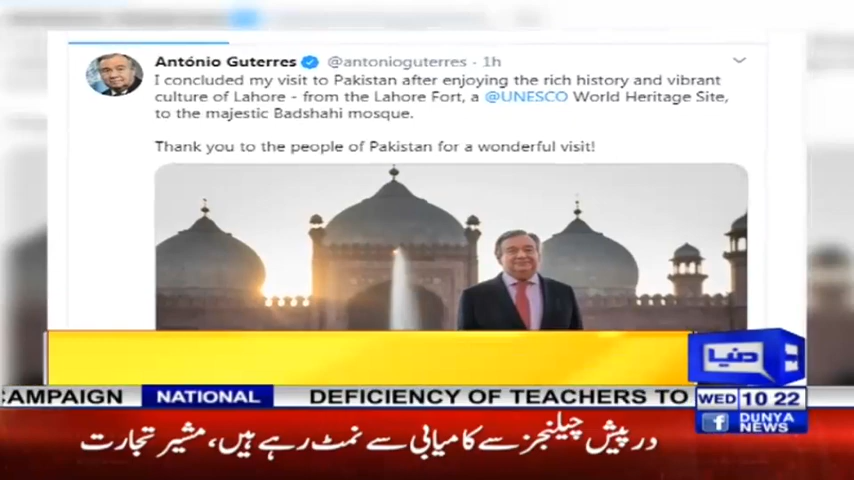 António Guterres @antonioguterres · 1h
I concluded my visit to Pakistan after enjoying the rich history and vibrant
culture of Lahore - from the Lahore Fort, a @UNESCO World Heritage Site,
to the majestic Badshahi mosque.
Thank you to the people of Pakistan for a wonderful visit!
دنیا
CAMPAIGN NATIONAL DEFICIENCY OF TEACHERS TO WED 10 22
f DUNYA NEWS
درپیش چیلنجز سے کامیابی سے نمٹ رہے ہیں، مشیر تجارت